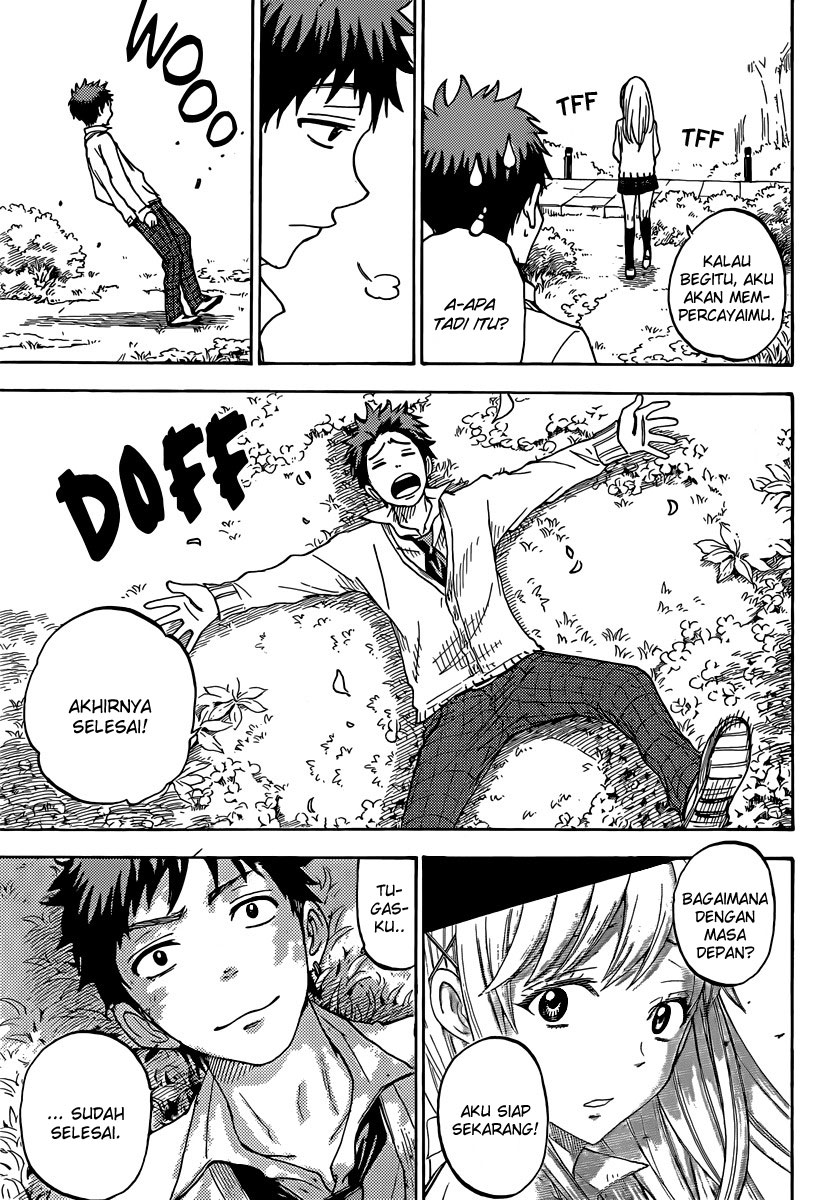 TFF
TFF
KALAU
BEGITU, AKU
AKAN MEM-
PERCAYAIMU.
A-APA
TADI ITU?
WOOO
DOFF
AKHIRNYA
SELESAI!
BAGAIMANA
DENGAN
MASA
DEPAN?
AKU SIAP
SEKARANG!
TU-
GAS-
KU..
... SUDAH
SELESAI.